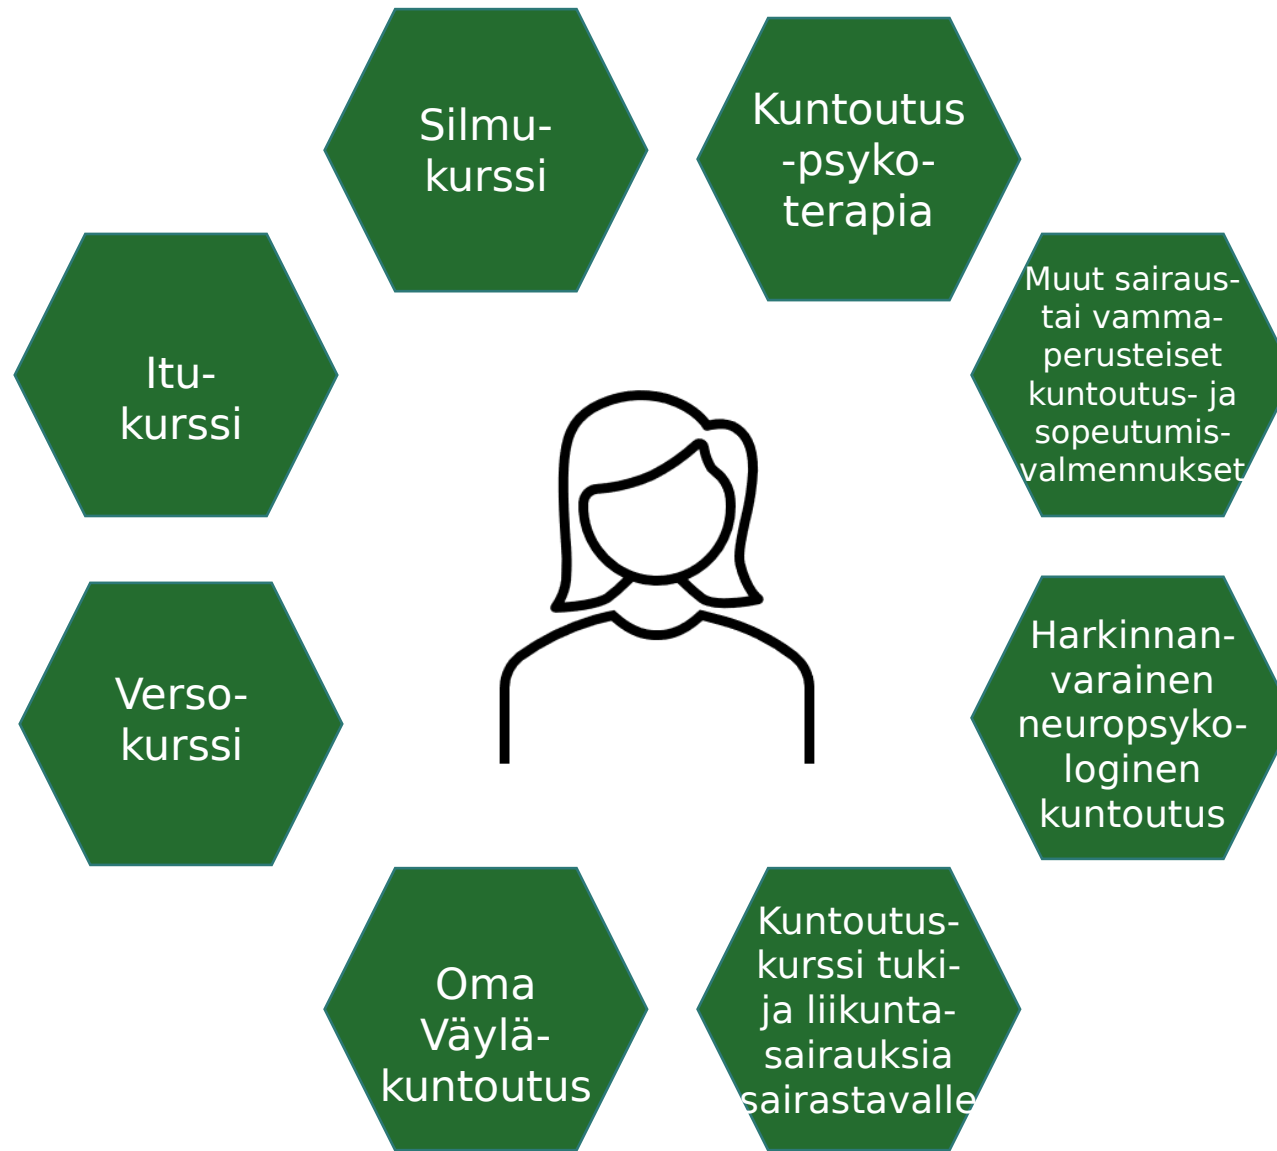 Silmu-
kurssi
Kuntoutus
-psyko-
terapia
Muut sairaus-
tai vamma-
perusteiset
kuntoutus- ja
sopeutumis-
valmennukset
Harkinnan-
varainen
neuropsyko-
loginen
kuntoutus
Kuntoutus-
kurssi tuki-
ja liikunta-
sairauksia
sairastavalle
Oma
Väylä-
kuntoutus
Verso-
kurssi
Itu-
kurssi